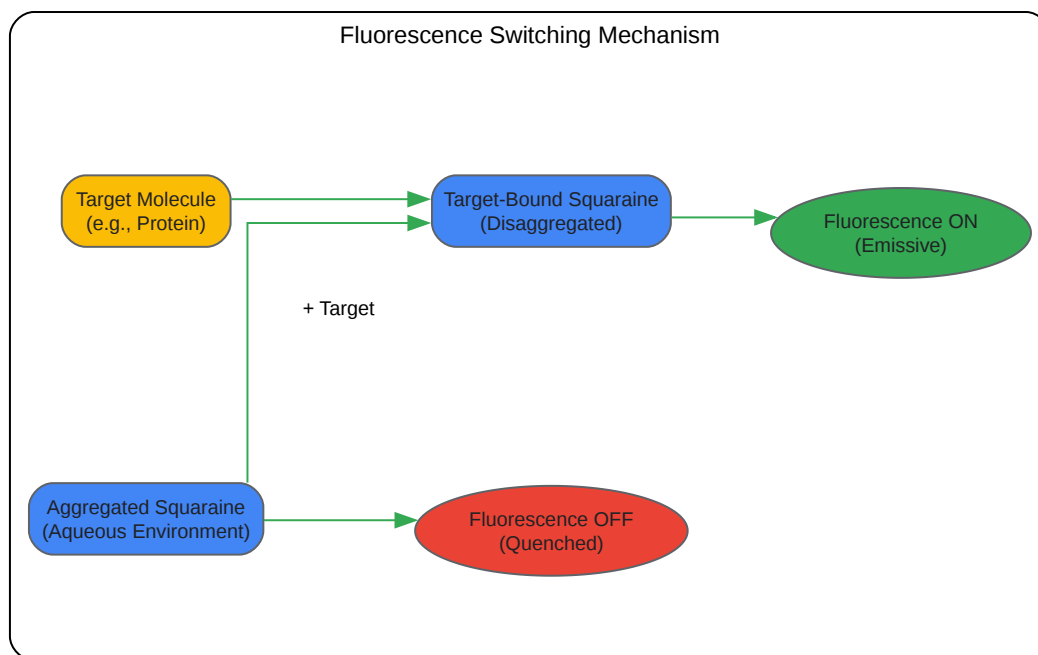 Fluorescence Switching Mechanism
Target Molecule
(e.g., Protein)
Target-Bound Squaraine
(Disaggregated)
Fluorescence ON
(Emissive)
+ Target
Aggregated Squaraine
(Aqueous Environment)
Fluorescence OFF
(Quenched)